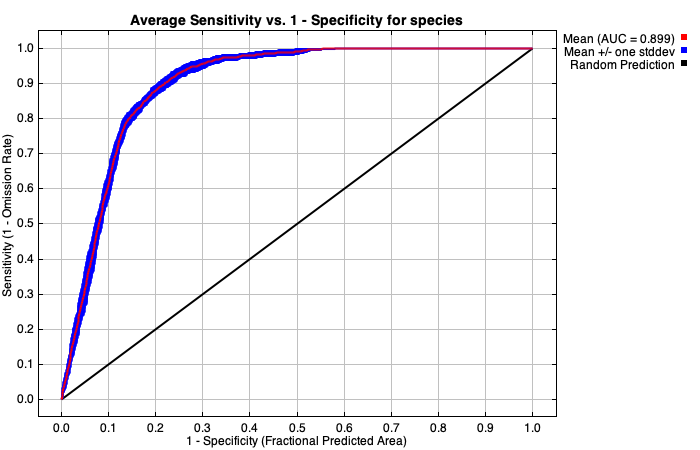 Average Sensitivity vs. 1 - Specificity for species
Mean (AUC = 0.899)
Mean +/- one stddev
Random Prediction
Sensitivity (1 - Omission Rate)
1.0
0.9
0.8
0.7
0.6
0.5
0.4
0.3
0.2
0.1
0.0
0.0 0.1 0.2 0.3 0.4 0.5 0.6 0.7 0.8 0.9 1.0
1 - Specificity (Fractional Predicted Area)